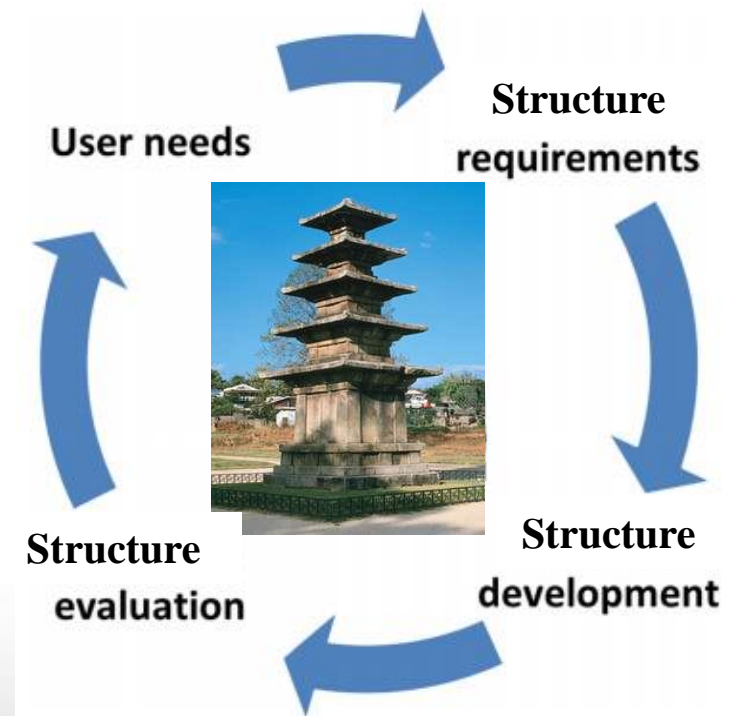 User needs
Structure
requirements
Structure
development
Structure
evaluation